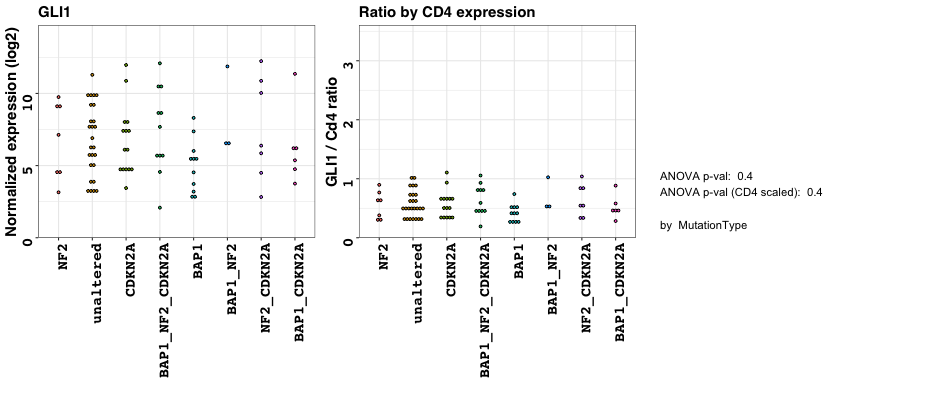 GLI1
Normalized expression (log2)
0
5
10
NF2
unaltered
CDKN2A
BAP1_NF2_CDKN2A
BAP1
BAP1_NF2
NF2_CDKN2A
BAP1_CDKN2A
Ratio by CD4 expression
GLI1 / Cd4 ratio
0
1
2
3
NF2
unaltered
CDKN2A
BAP1_NF2_CDKN2A
BAP1
BAP1_NF2
NF2_CDKN2A
BAP1_CDKN2A
ANOVA p-val: 0.4
ANOVA p-val (CD4 scaled): 0.4
by MutationType